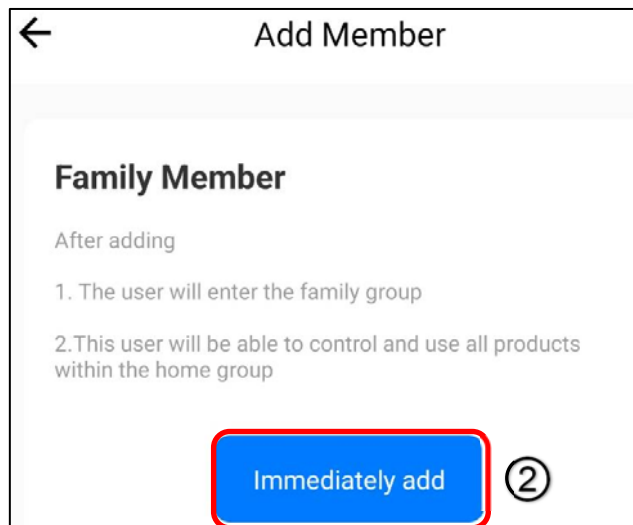 Add Member
Family Member
After adding
1. The user will enter the family group
2.This user will be able to control and use all products
within the home group
Immediately add ②